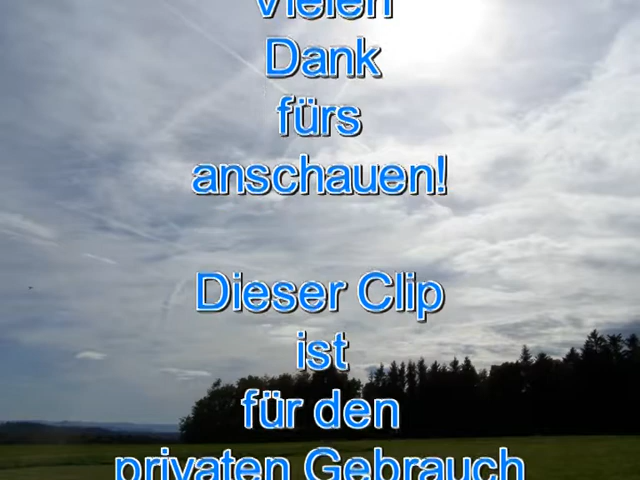 Vielen
Dank
fürs
anschauen!
Dieser Clip
ist
für den
privaten Gebrauch